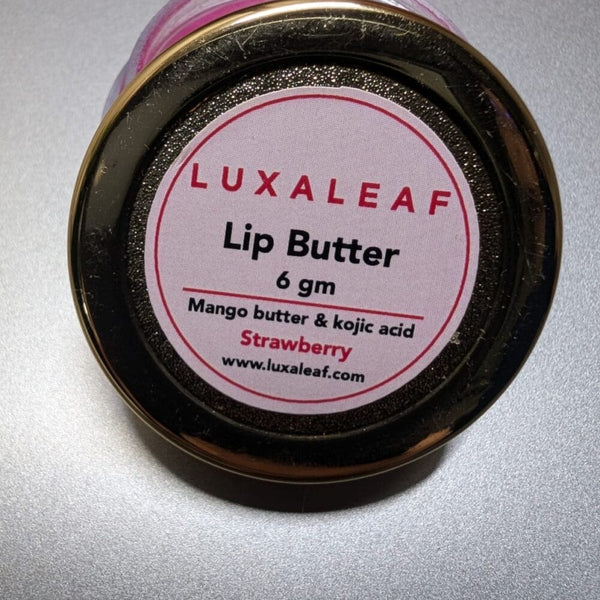 LUXALEAF
Lip Butter
6 gm
Mango butter & kojic acid
Strawberry
www.luxaleaf.com